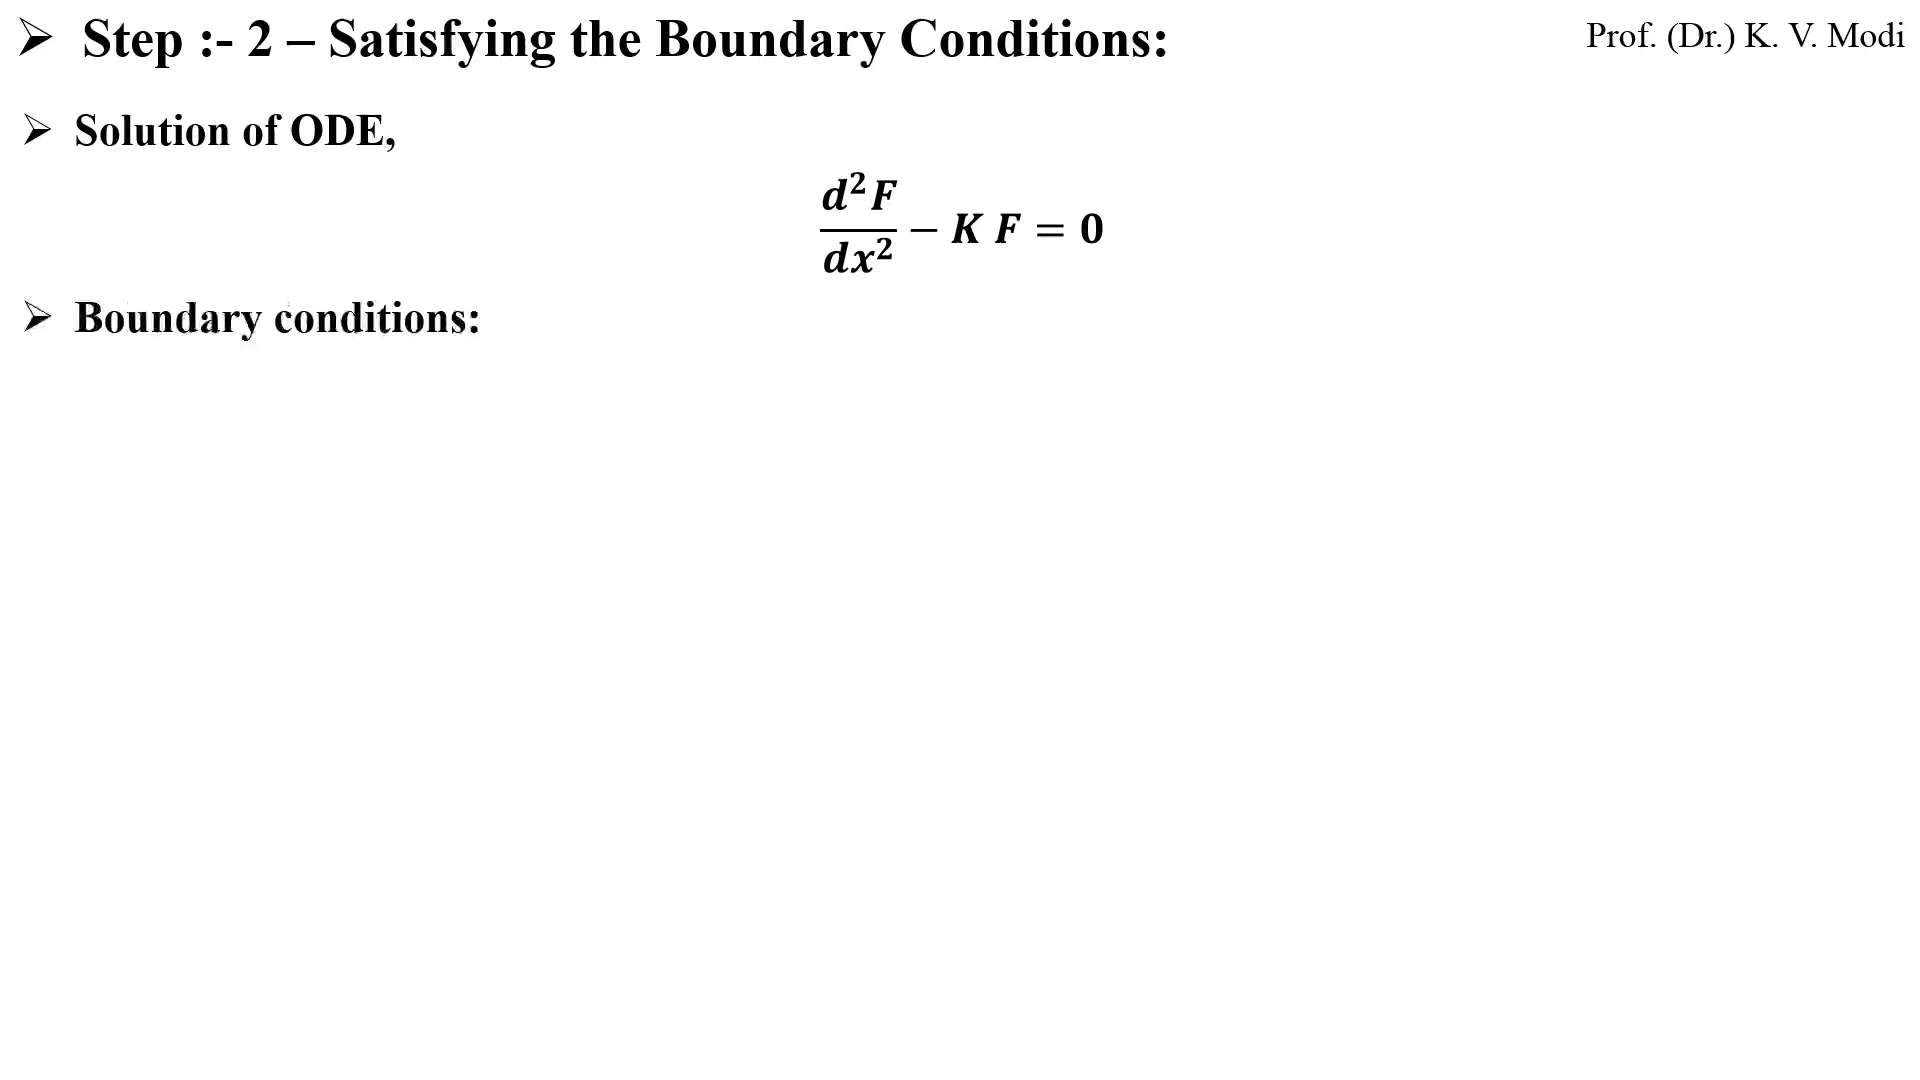 ➢ Step :- 2 – Satisfying the Boundary Conditions:
Prof. (Dr.) K. V. Modi
➢ Solution of ODE,
d²F/dx² − K F = 0
➢ Boundary conditions: